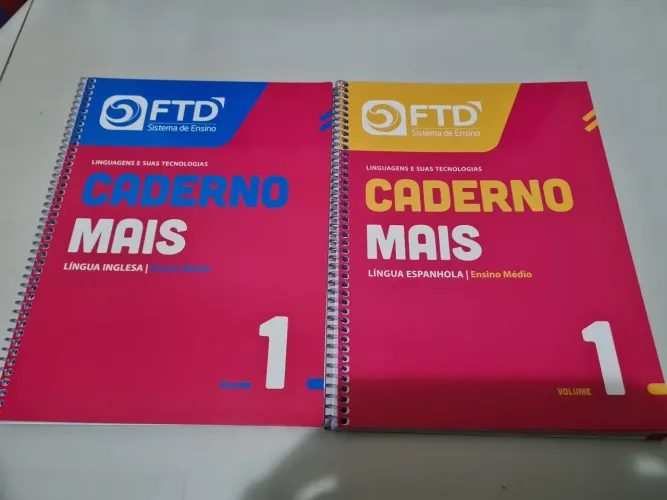 FTD
Sistema de Ensino
LINGUAGENS E SUAS TECNOLOGIAS
CADERNO
MAIS
LÍNGUA INGLESA | Ensino Médio
VOLUME 1
FTD
Sistema de Ensino
LINGUAGENS E SUAS TECNOLOGIAS
CADERNO
MAIS
LÍNGUA ESPANHOLA | Ensino Médio
VOLUME 1